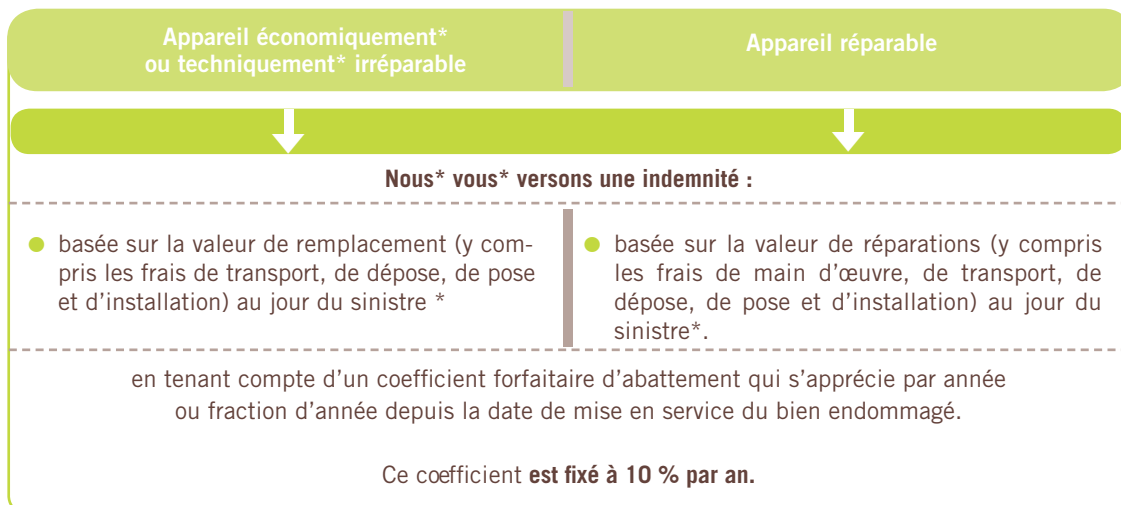 Appareil économiquement*
ou techniquement* irréparable
Appareil réparable
Nous* vous* versons une indemnité :
● basée sur la valeur de remplacement (y com-
pris les frais de transport, de dépose, de pose
et d'installation) au jour du sinistre *
● basée sur la valeur de réparations (y compris
les frais de main d'œuvre, de transport, de
dépose, de pose et d'installation) au jour du
sinistre*.
en tenant compte d'un coefficient forfaitaire d'abattement qui s'apprécie par année
ou fraction d'année depuis la date de mise en service du bien endommagé.
Ce coefficient est fixé à 10 % par an.